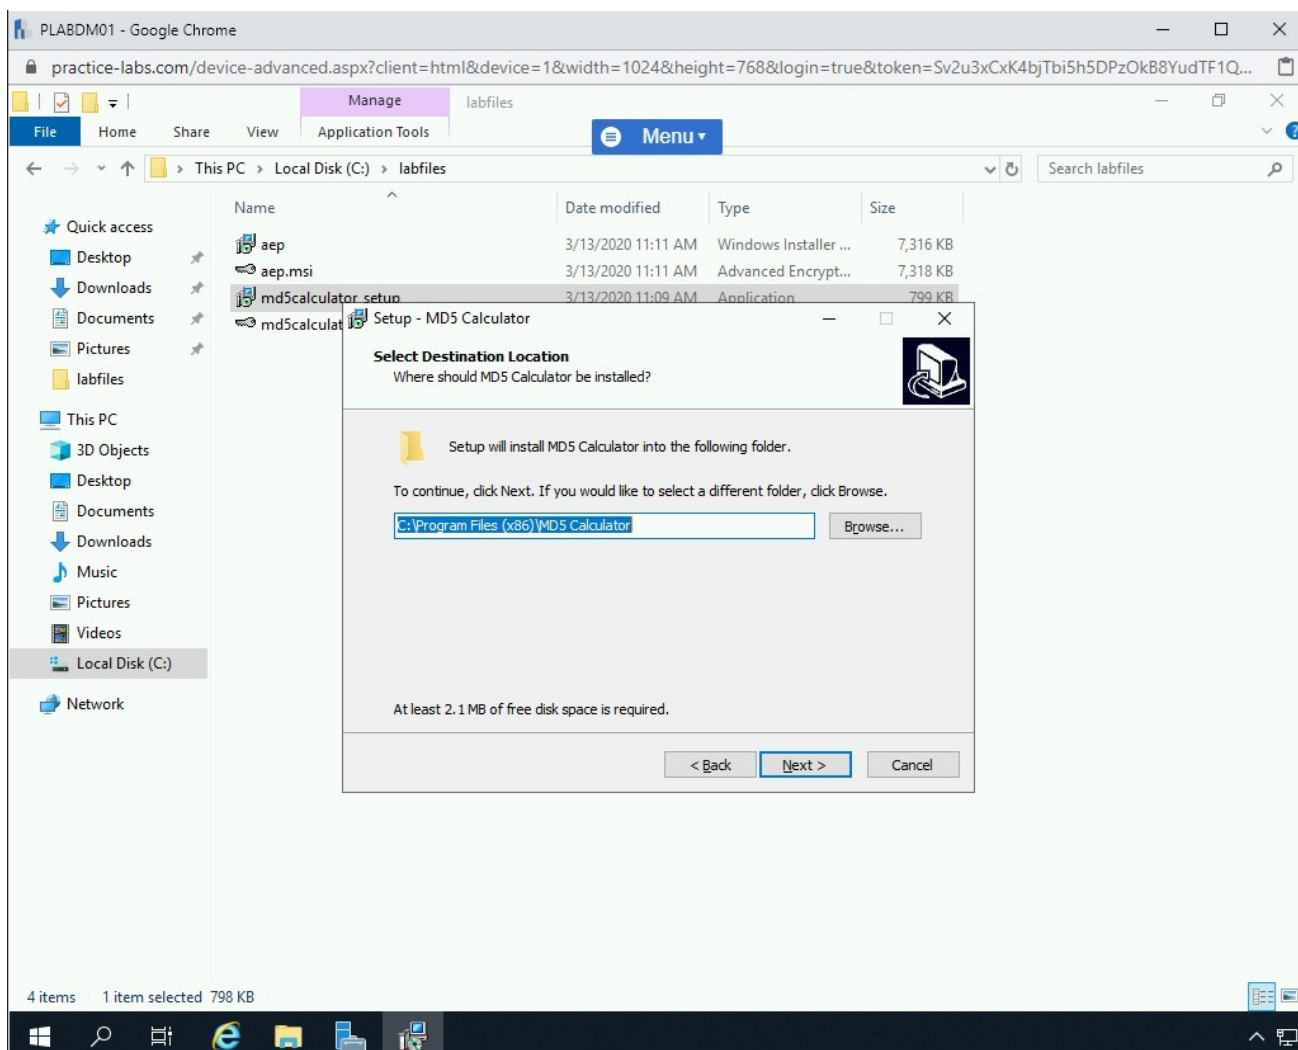 PLABDM01 - Google Chrome
practice-labs.com/device-advanced.aspx?client=html&device=1&width=1024&height=768&login=true&token=Sv2u3xCxK4bjTbi5h5DPzOkB8YudTF1Q...
Manage labfiles
File Home Share View Application Tools
Menu
This PC > Local Disk (C:) > labfiles
Search labfiles
Name Date modified Type Size
aep 3/13/2020 11:11 AM Windows Installer ... 7,316 KB
aep.msi 3/13/2020 11:11 AM Advanced Encrypt... 7,318 KB
md5calculator_setup 3/13/2020 11:09 AM Application 799 KB
md5calculat
Quick access
Desktop
Downloads
Documents
Pictures
labfiles
This PC
3D Objects
Desktop
Documents
Downloads
Music
Pictures
Videos
Local Disk (C:)
Network
Setup - MD5 Calculator
Select Destination Location
Where should MD5 Calculator be installed?
Setup will install MD5 Calculator into the following folder.
To continue, click Next. If you would like to select a different folder, click Browse.
C:\Program Files (x86)\MD5 Calculator
Browse...
At least 2.1 MB of free disk space is required.
< Back Next > Cancel
4 items 1 item selected 798 KB